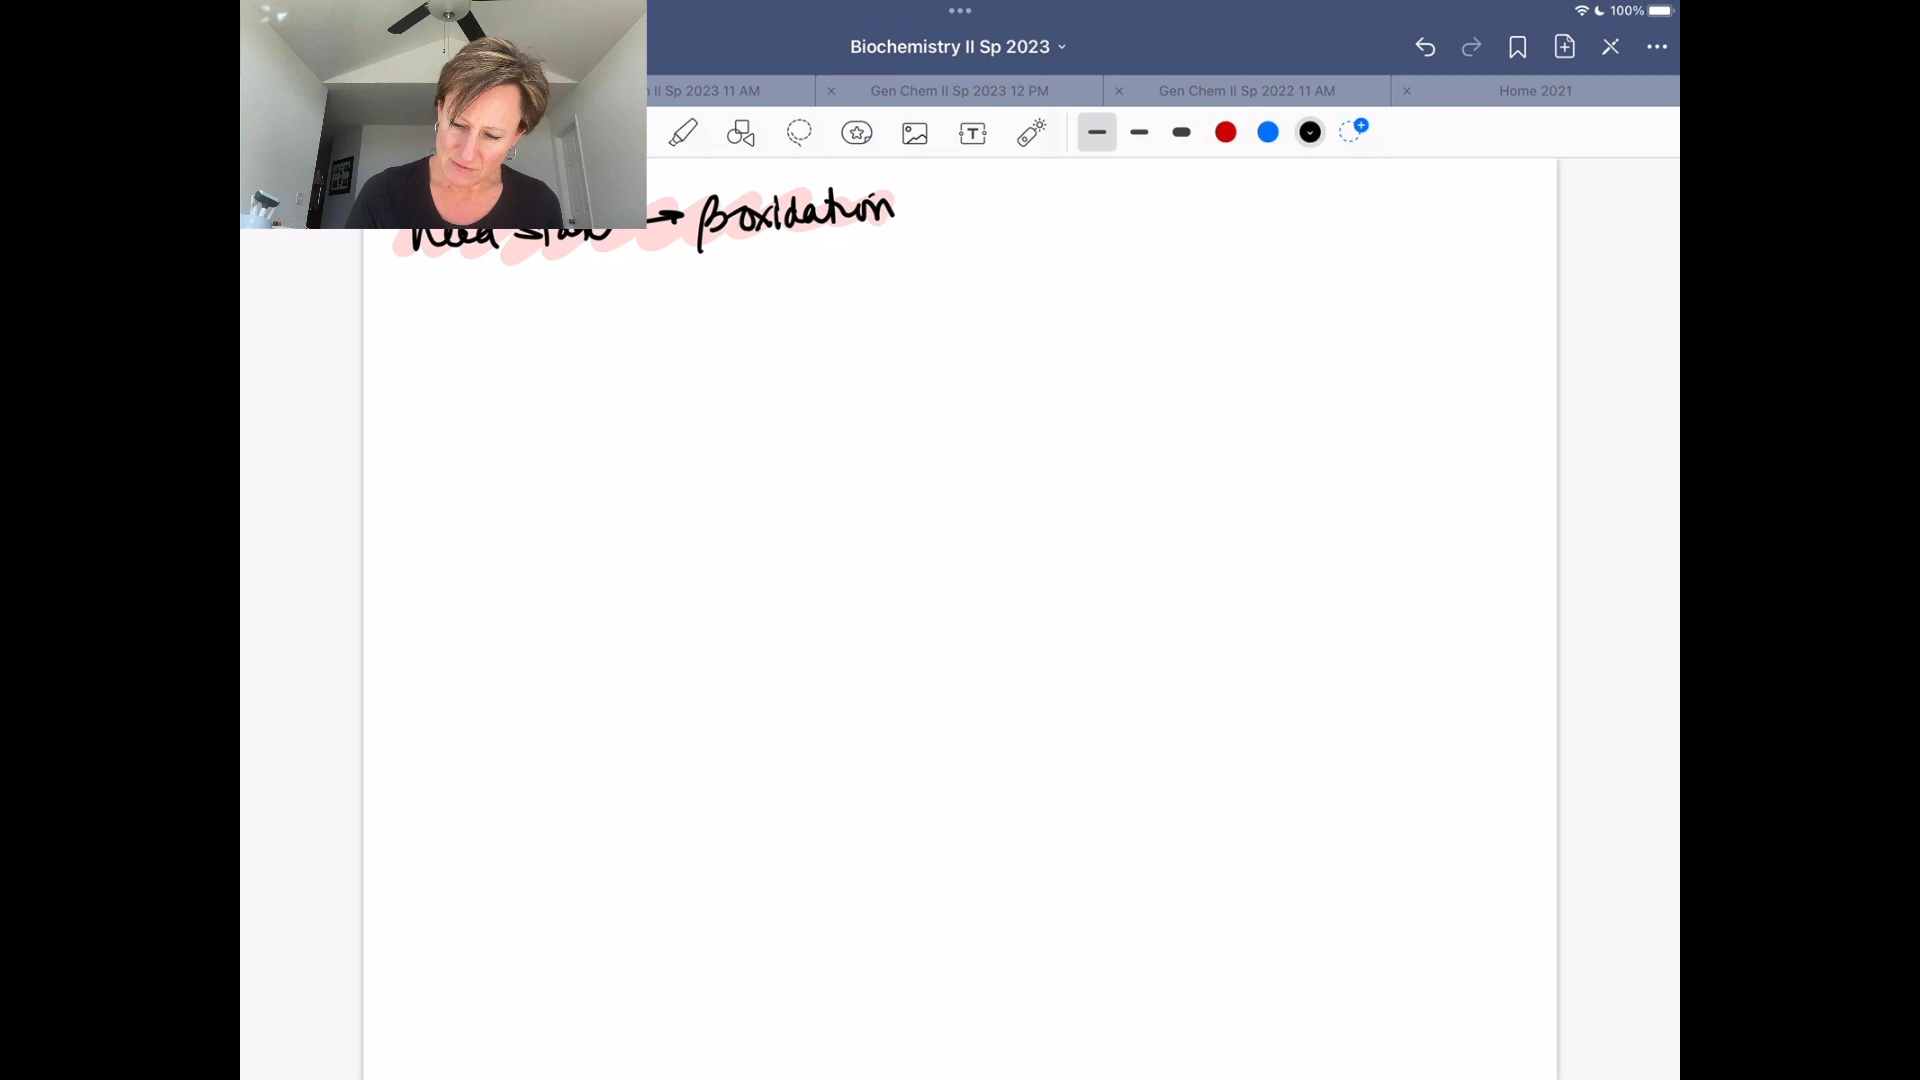 100%
Biochemistry II Sp 2023
II Sp 2023 11 AM
Gen Chem II Sp 2023 12 PM
Gen Chem II Sp 2022 11 AM
Home 2021
T
→ β oxidation